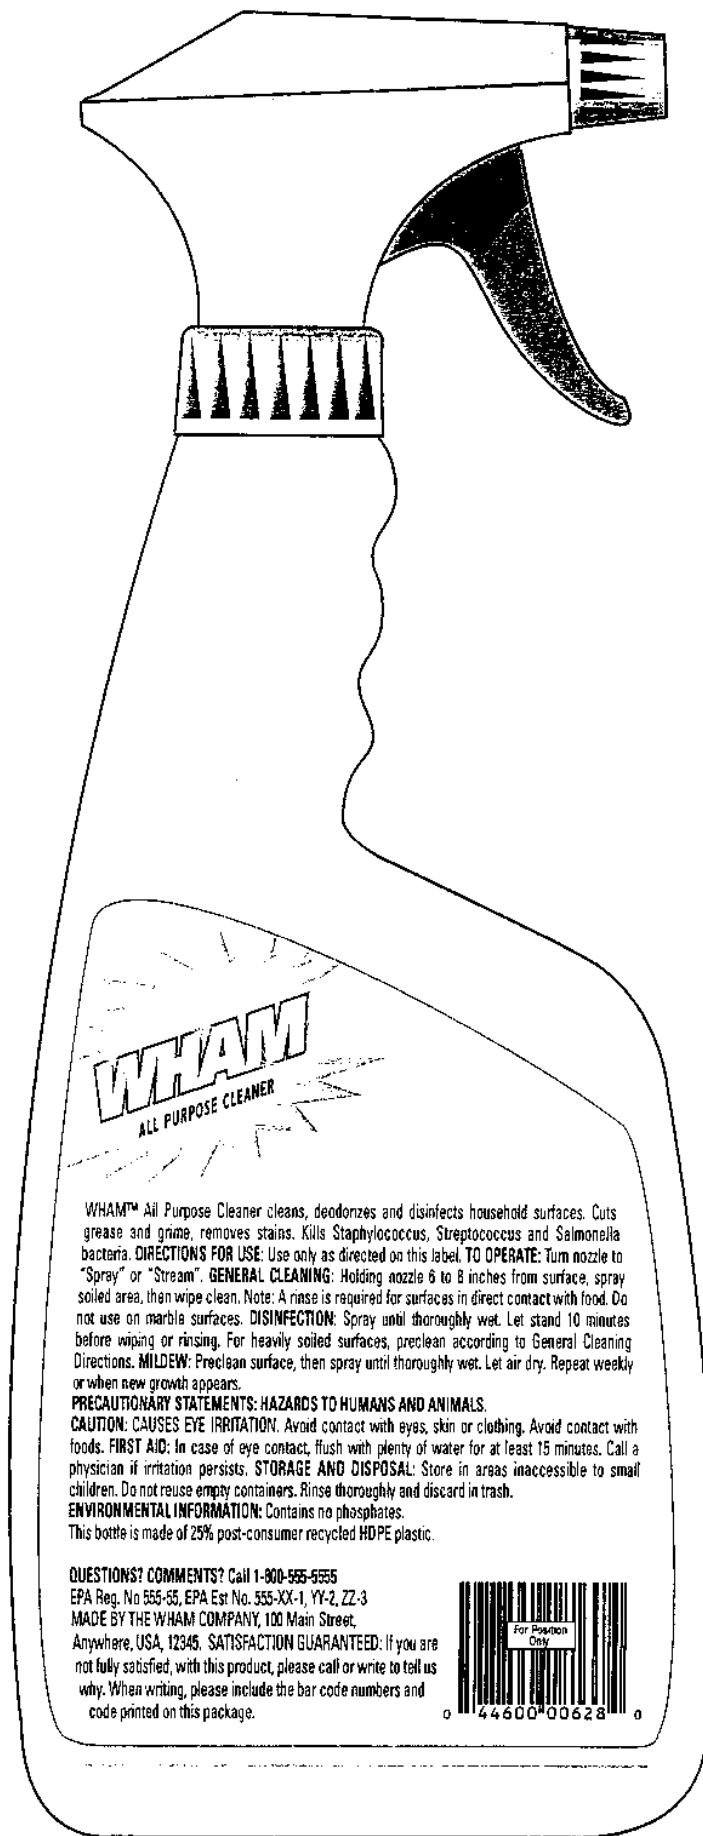 WHAM
ALL PURPOSE CLEANER
WHAM™ All Purpose Cleaner cleans, deodorizes and disinfects household surfaces. Cuts
grease and grime, removes stains. Kills Staphylococcus, Streptococcus and Salmonella
bacteria. DIRECTIONS FOR USE: Use only as directed on this label. TO OPERATE: Turn nozzle to
"Spray" or "Stream". GENERAL CLEANING: Holding nozzle 6 to 8 inches from surface, spray
soiled area, then wipe clean. Note: A rinse is required for surfaces in direct contact with food. Do
not use on marble surfaces. DISINFECTION: Spray until thoroughly wet. Let stand 10 minutes
before wiping or rinsing. For heavily soiled surfaces, preclean according to General Cleaning
Directions. MILDEW: Preclean surface, then spray until thoroughly wet. Let air dry. Repeat weekly
or when new growth appears.
PRECAUTIONARY STATEMENTS: HAZARDS TO HUMANS AND ANIMALS.
CAUTION: CAUSES EYE IRRITATION. Avoid contact with eyes, skin or clothing. Avoid contact with
foods. FIRST AID: In case of eye contact, flush with plenty of water for at least 15 minutes. Call a
physician if irritation persists. STORAGE AND DISPOSAL: Store in areas inaccessible to small
children. Do not reuse empty containers. Rinse thoroughly and discard in trash.
ENVIRONMENTAL INFORMATION: Contains no phosphates.
This bottle is made of 25% post-consumer recycled HDPE plastic.
QUESTIONS? COMMENTS? Call 1-800-555-5555
EPA Reg. No 555-55, EPA Est No. 555-XX-1, YY-2, ZZ-3
MADE BY THE WHAM COMPANY, 100 Main Street,
Anywhere, USA, 12345. SATISFACTION GUARANTEED: If you are
not fully satisfied, with this product, please call or write to tell us
why. When writing, please include the bar code numbers and
code printed on this package.
For Position
Only
0 44600 00628 0